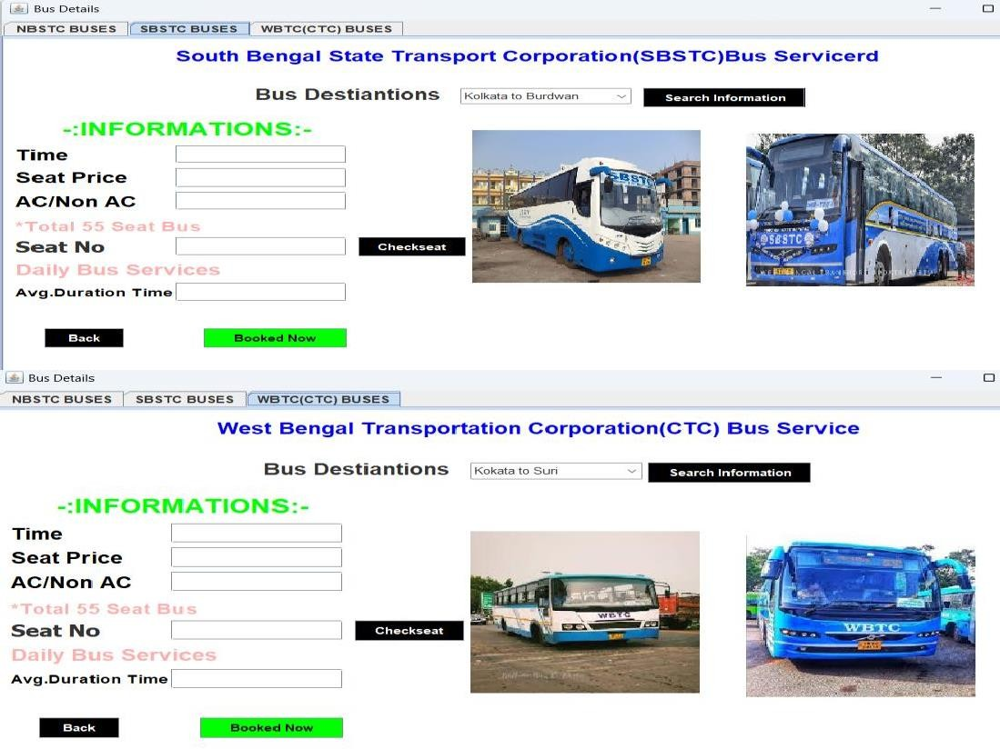 Bus Details
NBSTC BUSES SBSTC BUSES WBTC(CTC) BUSES
South Bengal State Transport Corporation(SBSTC)Bus Servicerd
Bus Destiantions Kolkata to Burdwan Search Information
-:INFORMATIONS:-
Time
Seat Price
AC/Non AC
*Total 55 Seat Bus
Seat No Checkseat
Daily Bus Services
Avg.Duration Time
Back Booked Now
SBSTC
SBSTC
Bus Details
NBSTC BUSES SBSTC BUSES WBTC(CTC) BUSES
West Bengal Transportation Corporation(CTC) Bus Service
Bus Destiantions Kokata to Suri Search Information
-:INFORMATIONS:-
Time
Seat Price
AC/Non AC
*Total 55 Seat Bus
Seat No Checkseat
Daily Bus Services
Avg.Duration Time
Back Booked Now
WBTC
WBTC